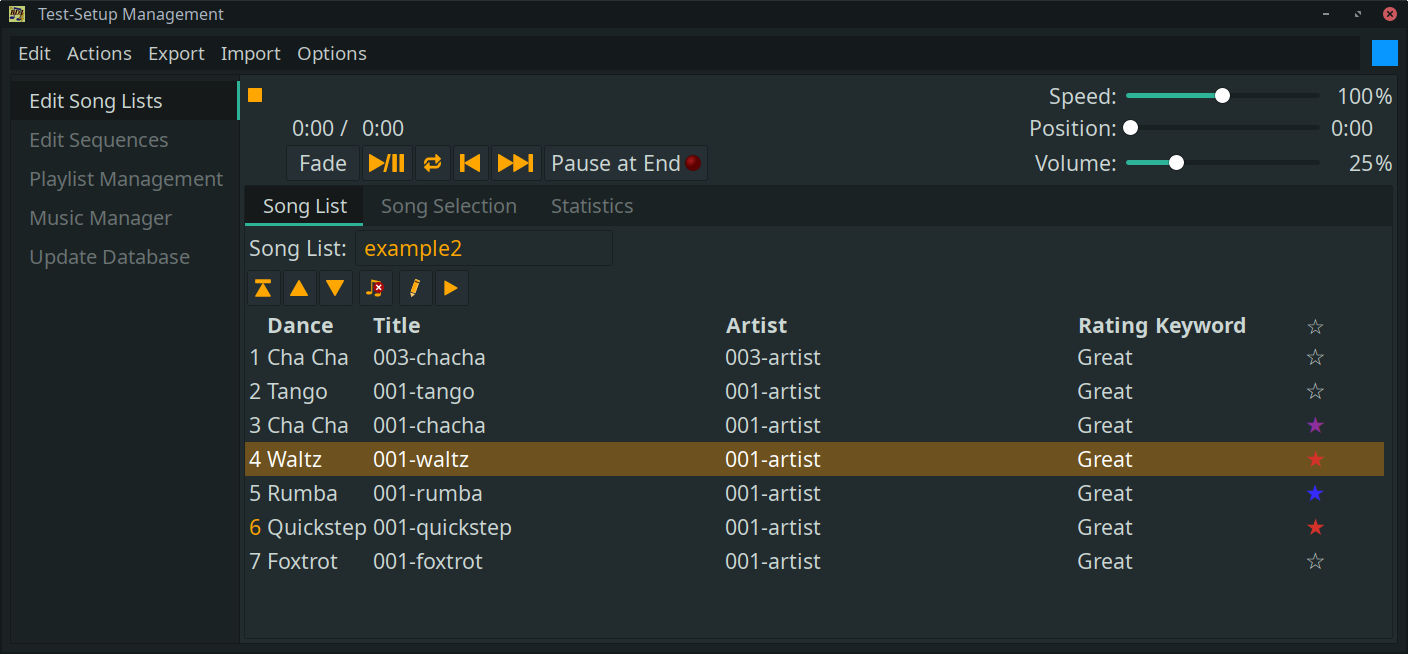 Test-Setup Management
Edit Actions Export Import Options
Edit Song Lists
Edit Sequences
Playlist Management
Music Manager
Update Database
Speed: 100%
0:00 / 0:00
Position: 0:00
Fade Pause at End
Volume: 25%
Song List Song Selection Statistics
Song List: example2
Dance Title Artist Rating Keyword ☆
1 Cha Cha 003-chacha 003-artist Great ☆
2 Tango 001-tango 001-artist Great ☆
3 Cha Cha 001-chacha 001-artist Great ★
4 Waltz 001-waltz 001-artist Great ★
5 Rumba 001-rumba 001-artist Great ★
6 Quickstep 001-quickstep 001-artist Great ★
7 Foxtrot 001-foxtrot 001-artist Great ☆